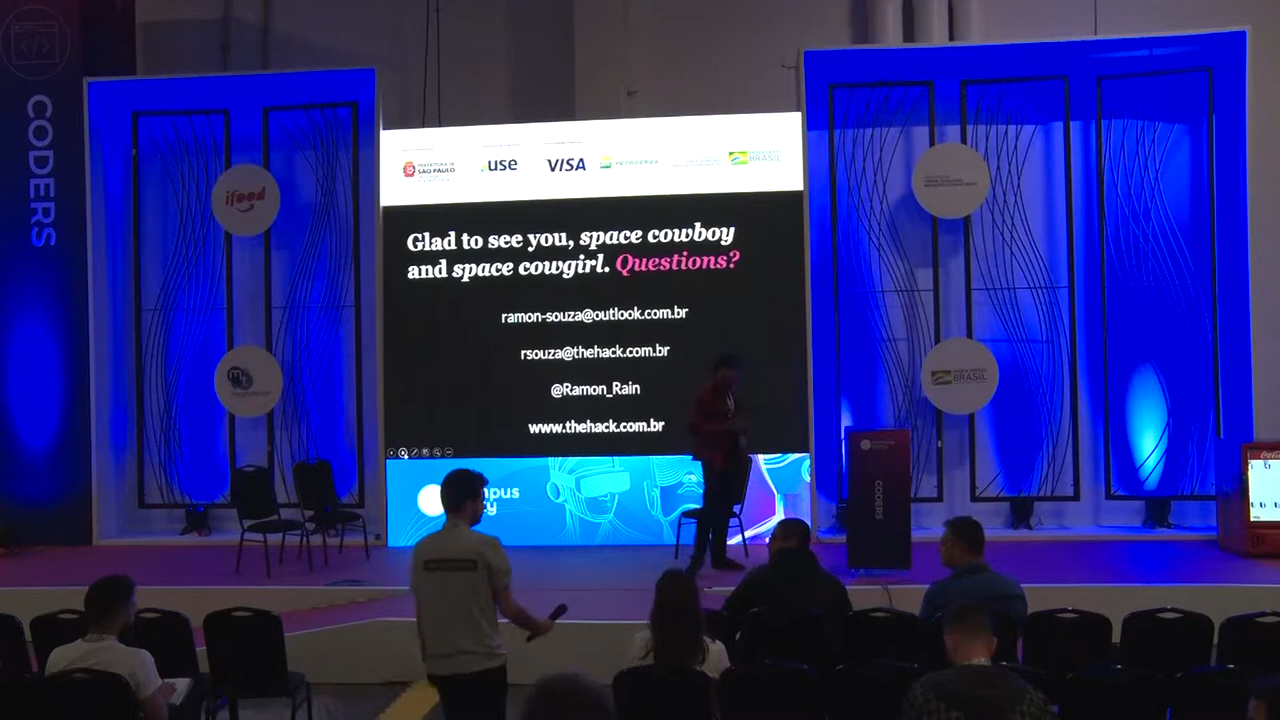 CODERS
ifood
PREFEITURA DE
SÃO PAULO
.use
VISA
PETROBRAS
BRASIL
Glad to see you, space cowboy
and space cowgirl. Questions?
ramon-souza@outlook.com.br
rsouza@thehack.com.br
@Ramon_Rain
www.thehack.com.br
BRASIL
CODERS